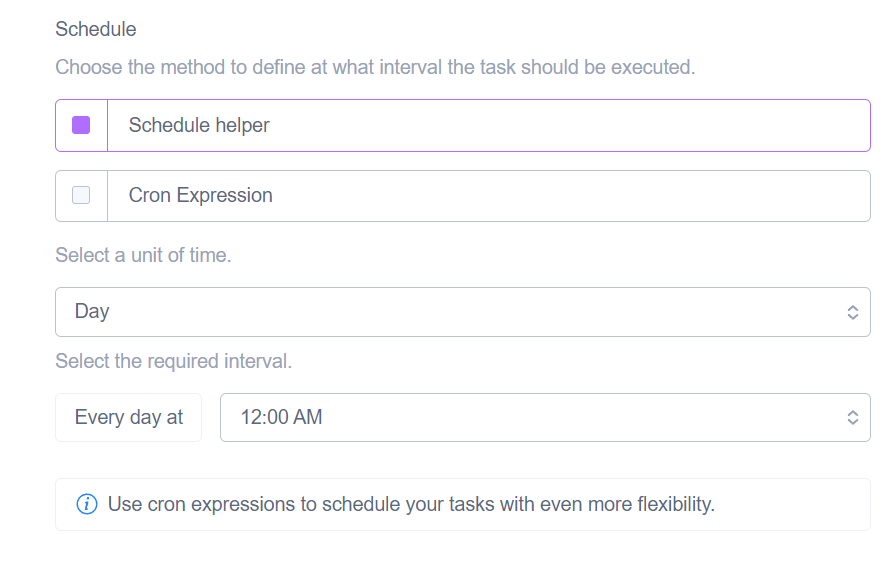 Schedule
Choose the method to define at what interval the task should be executed.
Schedule helper
Cron Expression
Select a unit of time.
Day
Select the required interval.
Every day at 12:00 AM
Use cron expressions to schedule your tasks with even more flexibility.